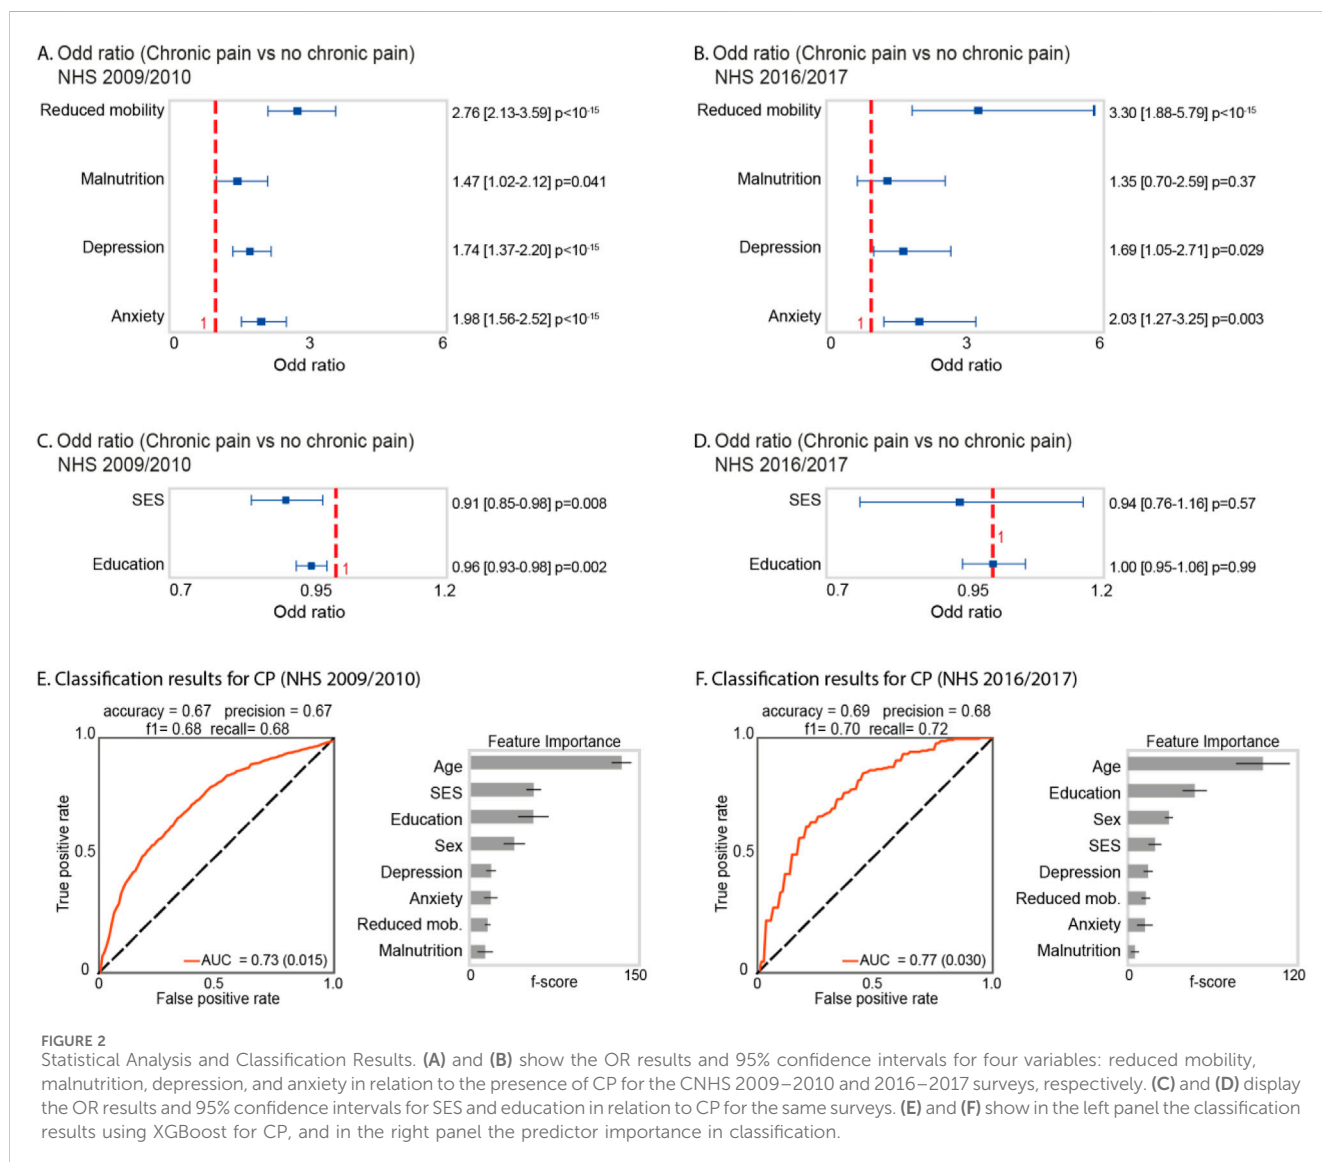 A. Odd ratio (Chronic pain vs no chronic pain)
NHS 2009/2010
Reduced mobility
2.76 [2.13-3.59] p<10-15
Malnutrition
1.47 [1.02-2.12] p=0.041
Depression
1.74 [1.37-2.20] p<10-15
Anxiety
1
1.98 [1.56-2.52] p<10-15
0 3 6
Odd ratio
B. Odd ratio (Chronic pain vs no chronic pain)
NHS 2016/2017
Reduced mobility
3.30 [1.88-5.79] p<10-15
Malnutrition
1.35 [0.70-2.59] p=0.37
Depression
1.69 [1.05-2.71] p=0.029
Anxiety
1
2.03 [1.27-3.25] p=0.003
0 3 6
Odd ratio
C. Odd ratio (Chronic pain vs no chronic pain)
NHS 2009/2010
SES
0.91 [0.85-0.98] p=0.008
Education
1
0.96 [0.93-0.98] p=0.002
0.7 0.95 1.2
Odd ratio
D. Odd ratio (Chronic pain vs no chronic pain)
NHS 2016/2017
SES
0.94 [0.76-1.16] p=0.57
1
Education
1.00 [0.95-1.06] p=0.99
0.7 0.95 1.2
Odd ratio
E. Classification results for CP (NHS 2009/2010)
accuracy = 0.67 precision = 0.67
f1= 0.68 recall= 0.68
1.0
0.5
0
True positive rate
AUC = 0.73 (0.015)
0 0.5 1.0
False positive rate
Feature Importance
Age
SES
Education
Sex
Depression
Anxiety
Reduced mob.
Malnutrition
0 150
f-score
F. Classification results for CP (NHS 2016/2017)
accuracy = 0.69 precision = 0.68
f1= 0.70 recall= 0.72
1.0
0.5
0
True positive rate
AUC = 0.77 (0.030)
0 0.5 1.0
False positive rate
Feature Importance
Age
Education
Sex
SES
Depression
Reduced mob.
Anxiety
Malnutrition
0 120
f-score
FIGURE 2
Statistical Analysis and Classification Results. (A) and (B) show the OR results and 95% confidence intervals for four variables: reduced mobility,
malnutrition, depression, and anxiety in relation to the presence of CP for the CNHS 2009–2010 and 2016–2017 surveys, respectively. (C) and (D) display
the OR results and 95% confidence intervals for SES and education in relation to CP for the same surveys. (E) and (F) show in the left panel the classification
results using XGBoost for CP, and in the right panel the predictor importance in classification.